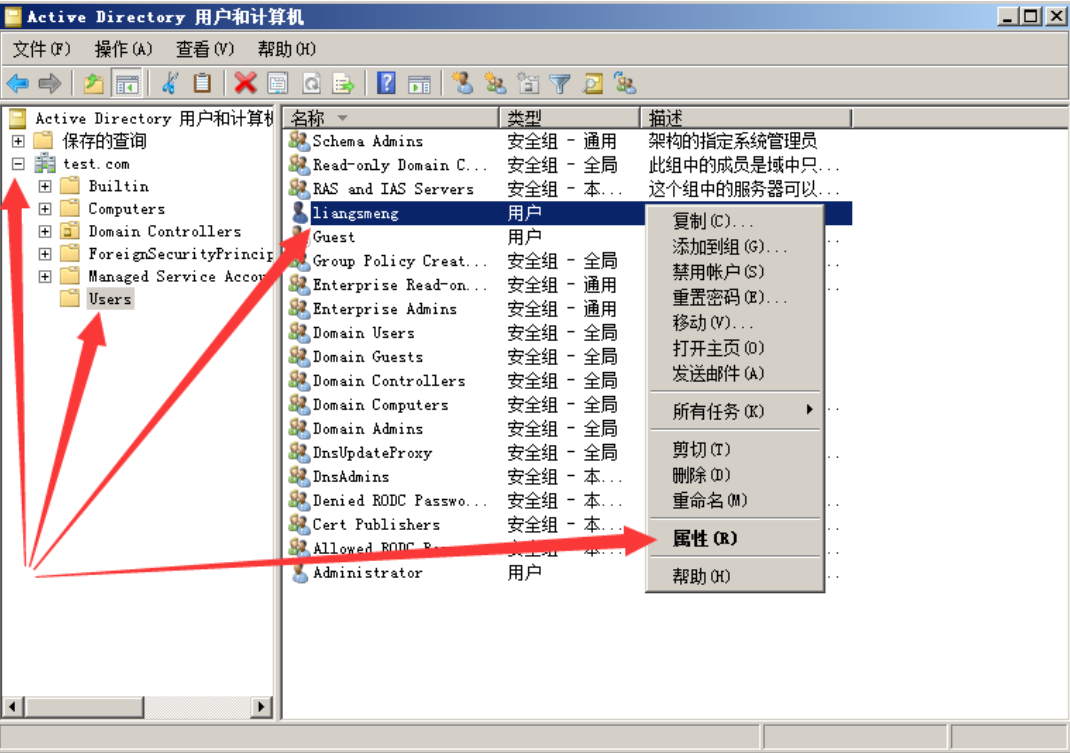 Active Directory 用户和计算机
文件(F) 操作(A) 查看(V) 帮助(H)
Active Directory 用户和计算机
保存的查询
test.com
Builtin
Computers
Domain Controllers
ForeignSecurityPrincip
Managed Service Accou
Users
名称 类型 描述
Schema Admins 安全组 - 通用 架构的指定系统管理员
Read-only Domain C... 安全组 - 全局 此组中的成员是域中只...
RAS and IAS Servers 安全组 - 本... 这个组中的服务器可以...
liangsmeng 用户
Guest 用户
Group Policy Creat... 安全组 - 全局
Enterprise Read-on... 安全组 - 通用
Enterprise Admins 安全组 - 通用
Domain Users 安全组 - 全局
Domain Guests 安全组 - 全局
Domain Controllers 安全组 - 全局
Domain Computers 安全组 - 全局
Domain Admins 安全组 - 全局
DnsUpdateProxy 安全组 - 全局
DnsAdmins 安全组 - 本...
Denied RODC Passwo... 安全组 - 本...
Cert Publishers 安全组 - 本...
Allowed RODC 安全组 - 本...
Administrator 用户
复制(C)...
添加到组(G)...
禁用帐户(S)
重置密码(E)...
移动(V)...
打开主页(O)
发送邮件(A)
所有任务(K)
剪切(T)
删除(D)
重命名(M)
属性(R)
帮助(H)